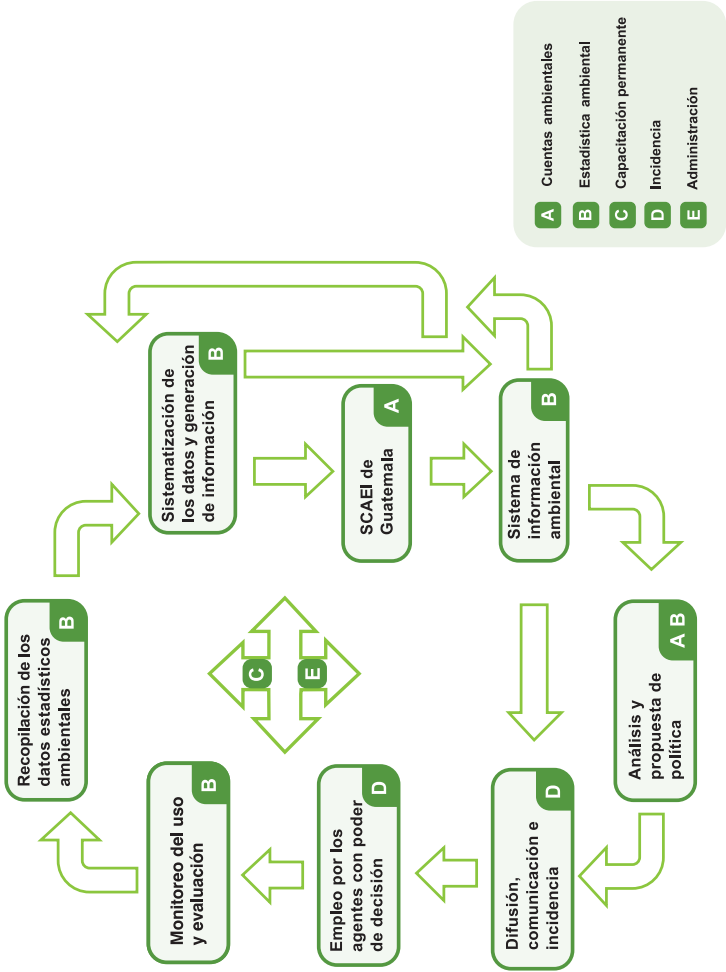 Recopilación de los
datos estadísticos
ambientales
B
Sistematización de
los datos y generación
de información
B
SCAEI de
Guatemala
A
Sistema de
información
ambiental
B
Análisis y
propuesta de
política
A B
Difusión,
comunicación e
incidencia
D
Empleo por los
agentes con poder
de decisión
D
Monitoreo del uso
y evaluación
B
C
E
A Cuentas ambientales
B Estadística ambiental
C Capacitación permanente
D Incidencia
E Administración